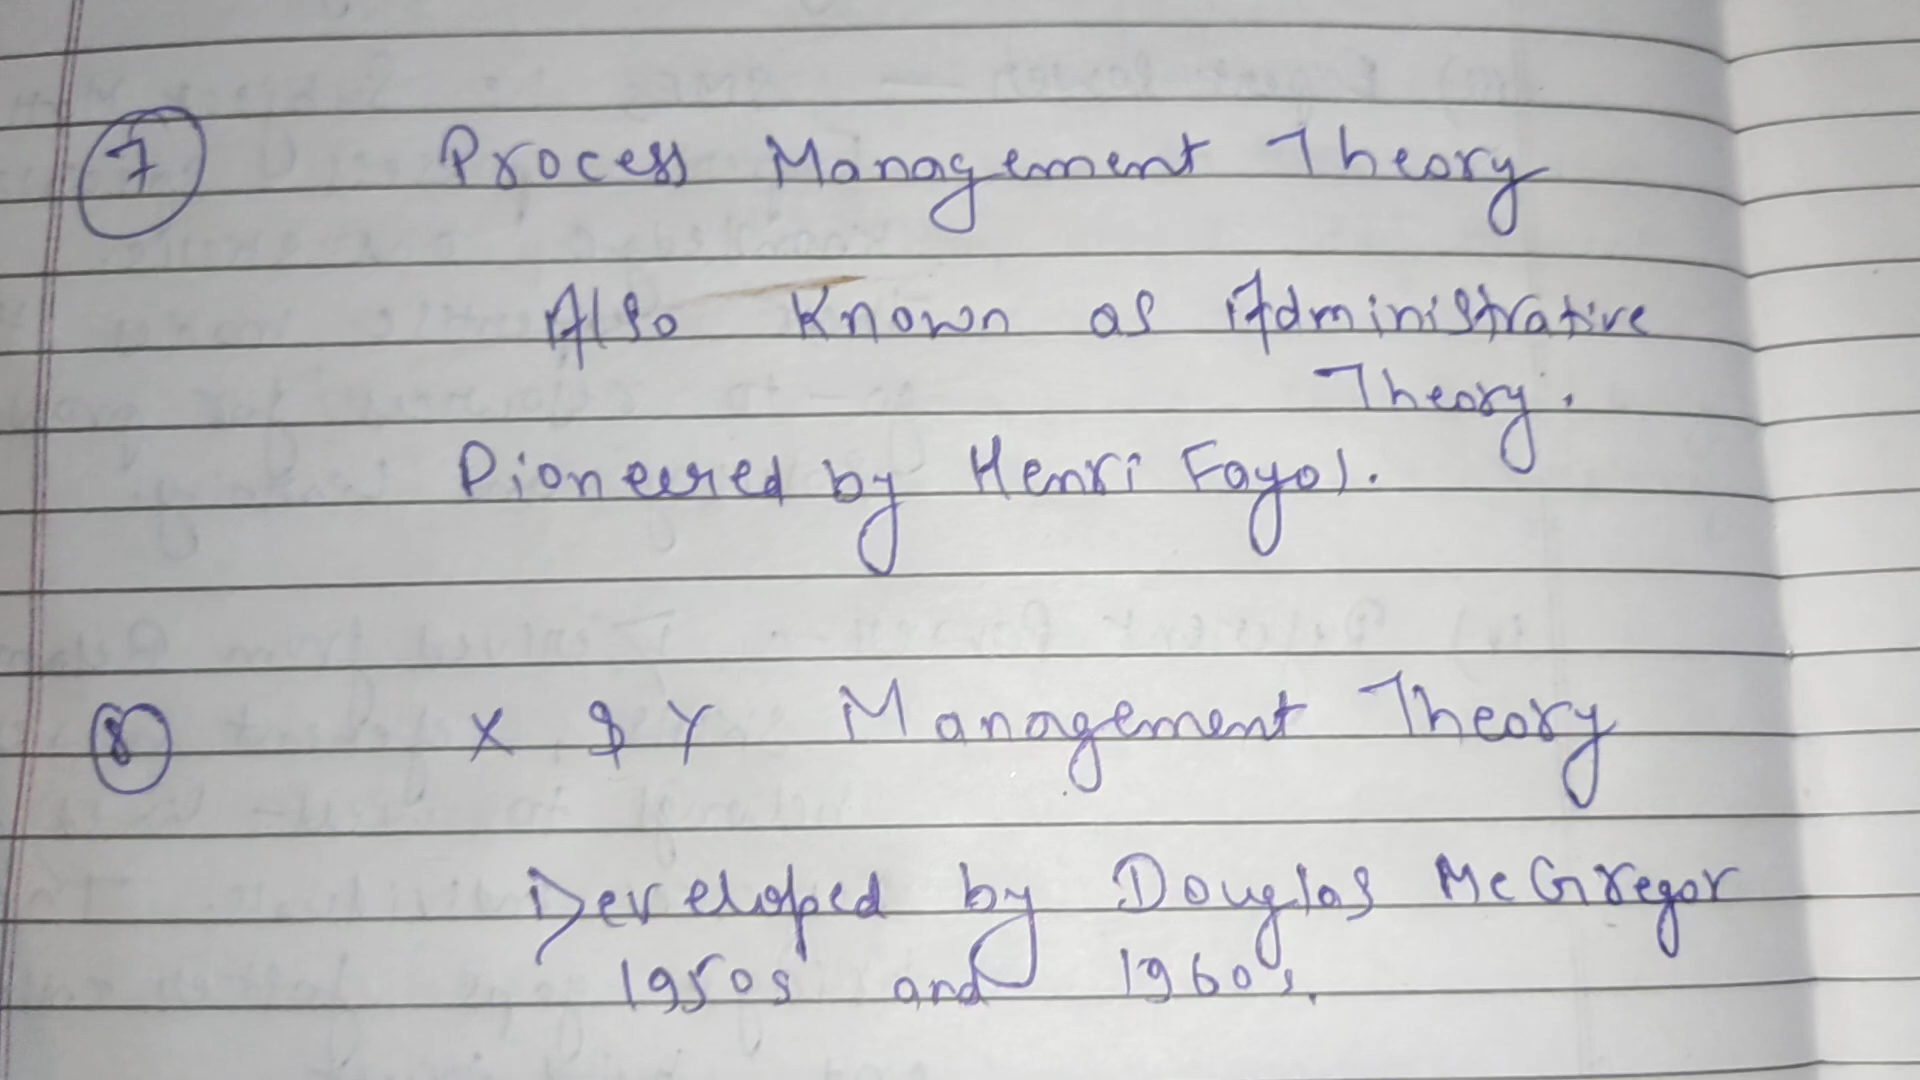 7 Process Management Theory
Also Known as Administrative
Theory.
Pioneered by Henri Fayol.
8 X & Y Management Theory
Developed by Douglas McGregor
1950s and 1960s.